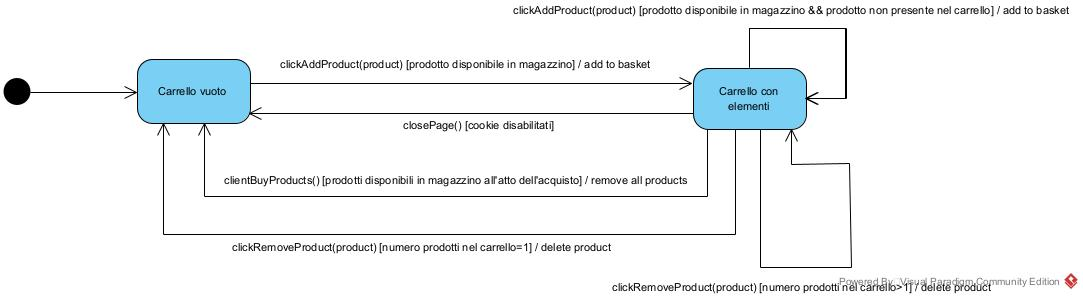 clickAddProduct(product) [prodotto disponibile in magazzino && prodotto non presente nel carrello] / add to basket
clickAddProduct(product) [prodotto disponibile in magazzino] / add to basket
Carrello vuoto
Carrello con
elementi
closePage() [cookie disabilitati]
clientBuyProducts() [prodotti disponibili in magazzino all'atto dell'acquisto] / remove all products
clickRemoveProduct(product) [numero prodotti nel carrello=1] / delete product
Powered By Visual Paradigm Community Edition
clickRemoveProduct(product) [numero prodotti nel carrello>1] / delete product